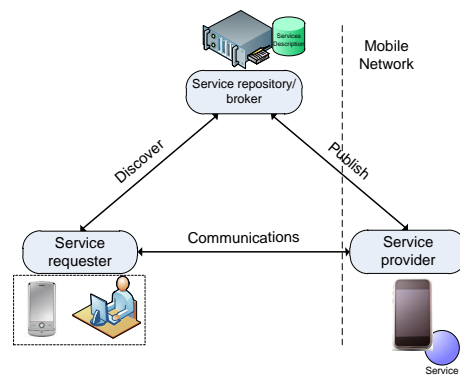 Services
Description
Mobile
Network
Service repository/
broker
Discover
Publish
Communications
Service
requester
Service
provider
Service